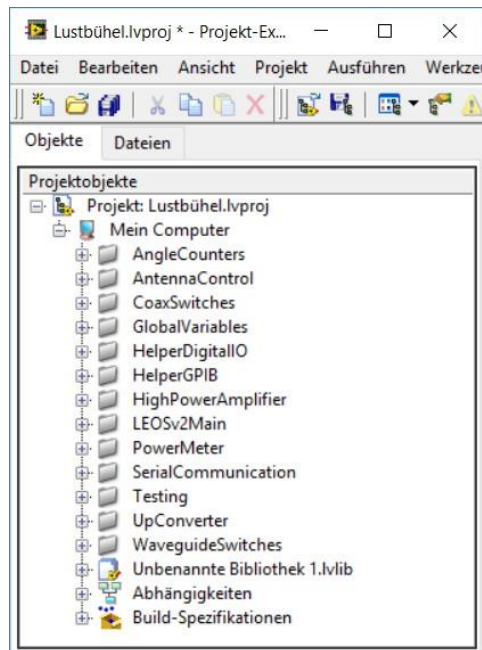 Lustbühel.lvproj * - Projekt-Ex...
Datei Bearbeiten Ansicht Projekt Ausführen Werkze
Objekte Dateien
Projektobjekte
Projekt: Lustbühel.lvproj
Mein Computer
AngleCounters
AntennaControl
CoaxSwitches
GlobalVariables
HelperDigitalIO
HelperGPIB
HighPowerAmplifier
LEOSv2Main
PowerMeter
SerialCommunication
Testing
UpConverter
WaveguideSwitches
Unbenannte Bibliothek 1.lvlib
Abhängigkeiten
Build-Spezifikationen